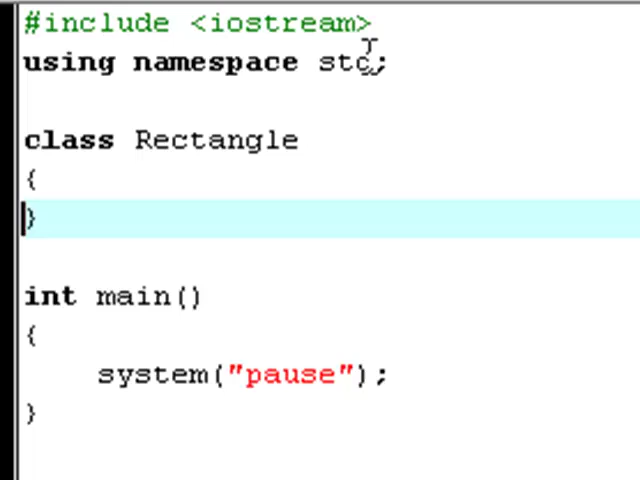 #include <iostream>
using namespace std;
class Rectangle
{
}
int main()
{
system("pause");
}